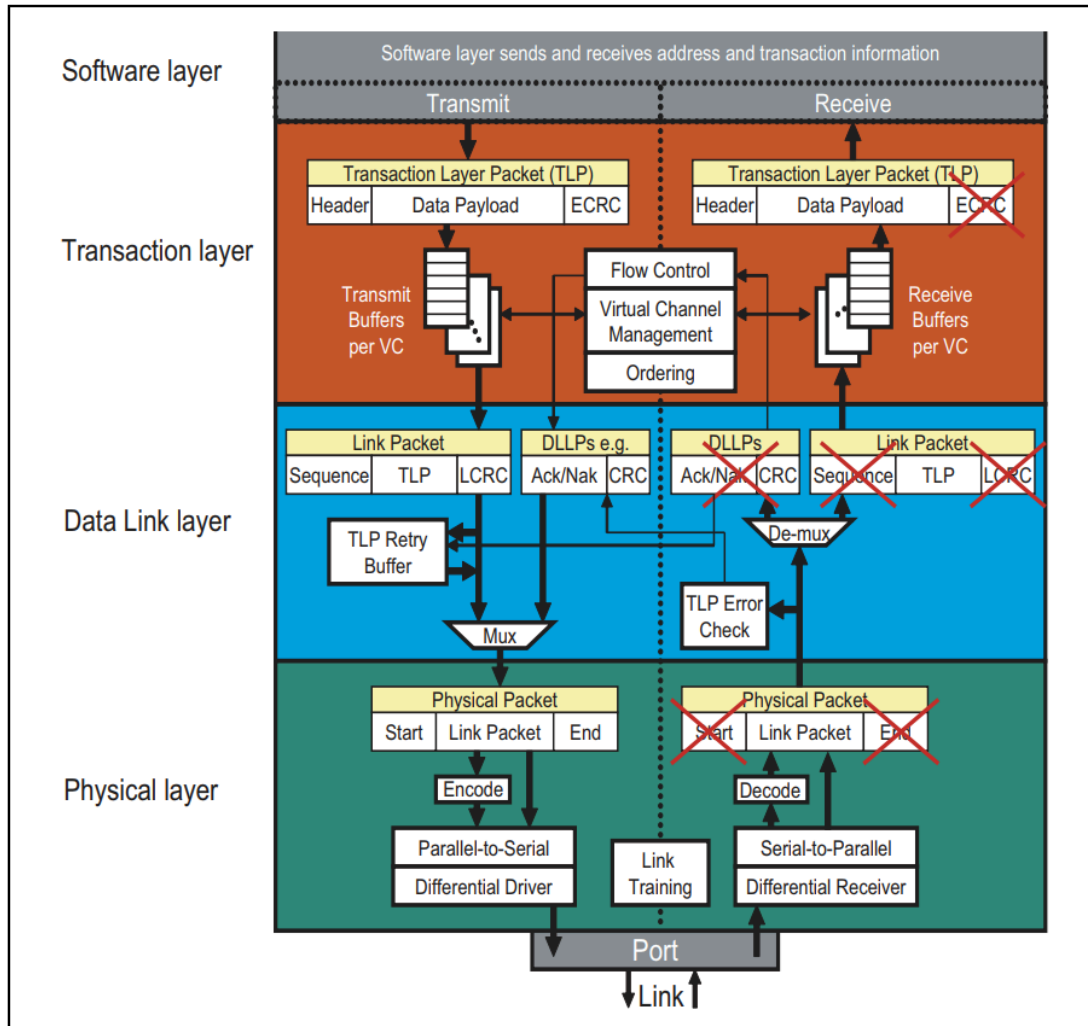 Software layer
Software layer sends and receives address and transaction information
Transmit
Receive
Transaction layer
Transaction Layer Packet (TLP)
Header
Data Payload
ECRC
Transaction Layer Packet (TLP)
Header
Data Payload
ECRC
Transmit
Buffers
per VC
Flow Control
Virtual Channel
Management
Ordering
Receive
Buffers
per VC
Data Link layer
Link Packet
Sequence
TLP
LCRC
DLLPs e.g.
Ack/Nak
CRC
DLLPs
Ack/Nak
CRC
Link Packet
Sequence
TLP
LCRC
TLP Retry
Buffer
De-mux
TLP Error
Check
Mux
Physical layer
Physical Packet
Start
Link Packet
End
Physical Packet
Start
Link Packet
End
Encode
Decode
Parallel-to-Serial
Differential Driver
Link
Training
Serial-to-Parallel
Differential Receiver
Port
Link